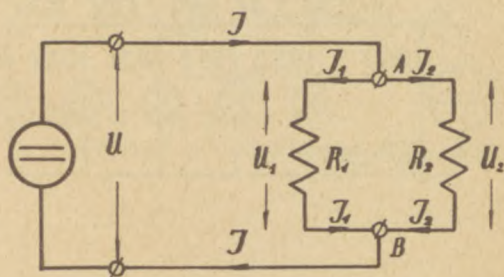 J
J₁ A J₂
U U₁ R₁ R₂ U₂
J₁ J₂
B
J